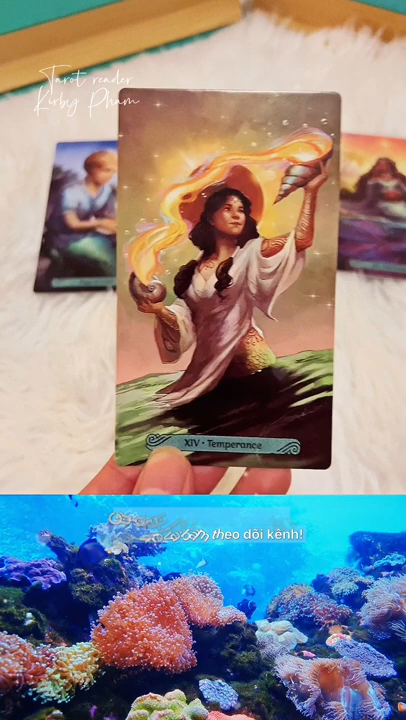 Tarot reader
Kirby Pham
XIV • Temperance
theo dõi kênh!